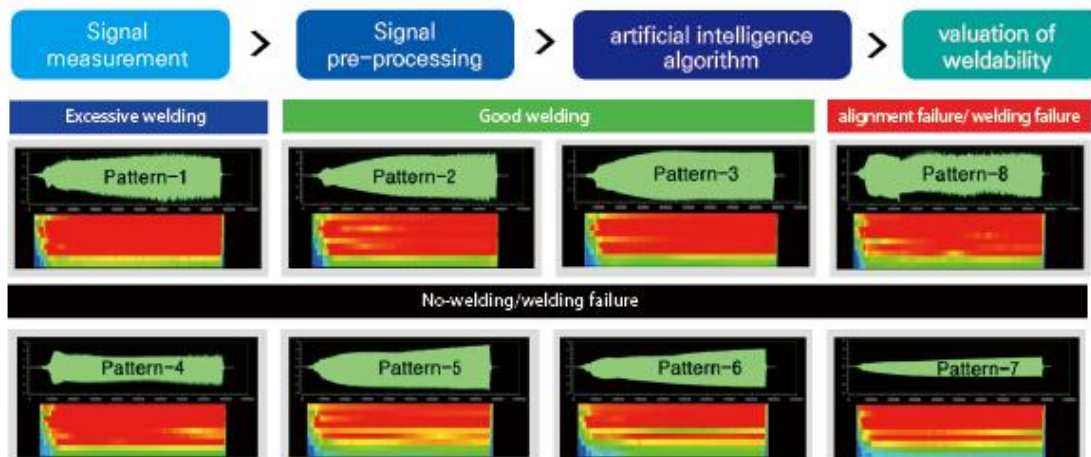 Signal
measurement
>
Signal
pre-processing
>
artificial intelligence
algorithm
>
valuation of
weldability
Excessive welding
Good welding
alignment failure/ welding failure
Pattern-1
Pattern-2
Pattern-3
Pattern-8
No-welding/welding failure
Pattern-4
Pattern-5
Pattern-6
Pattern-7